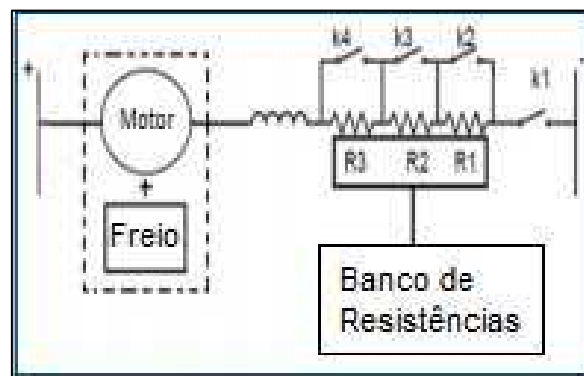 k4 k3 k2
k1
+
Motor
R3 R2 R1
+
Freio
Banco de
Resistências